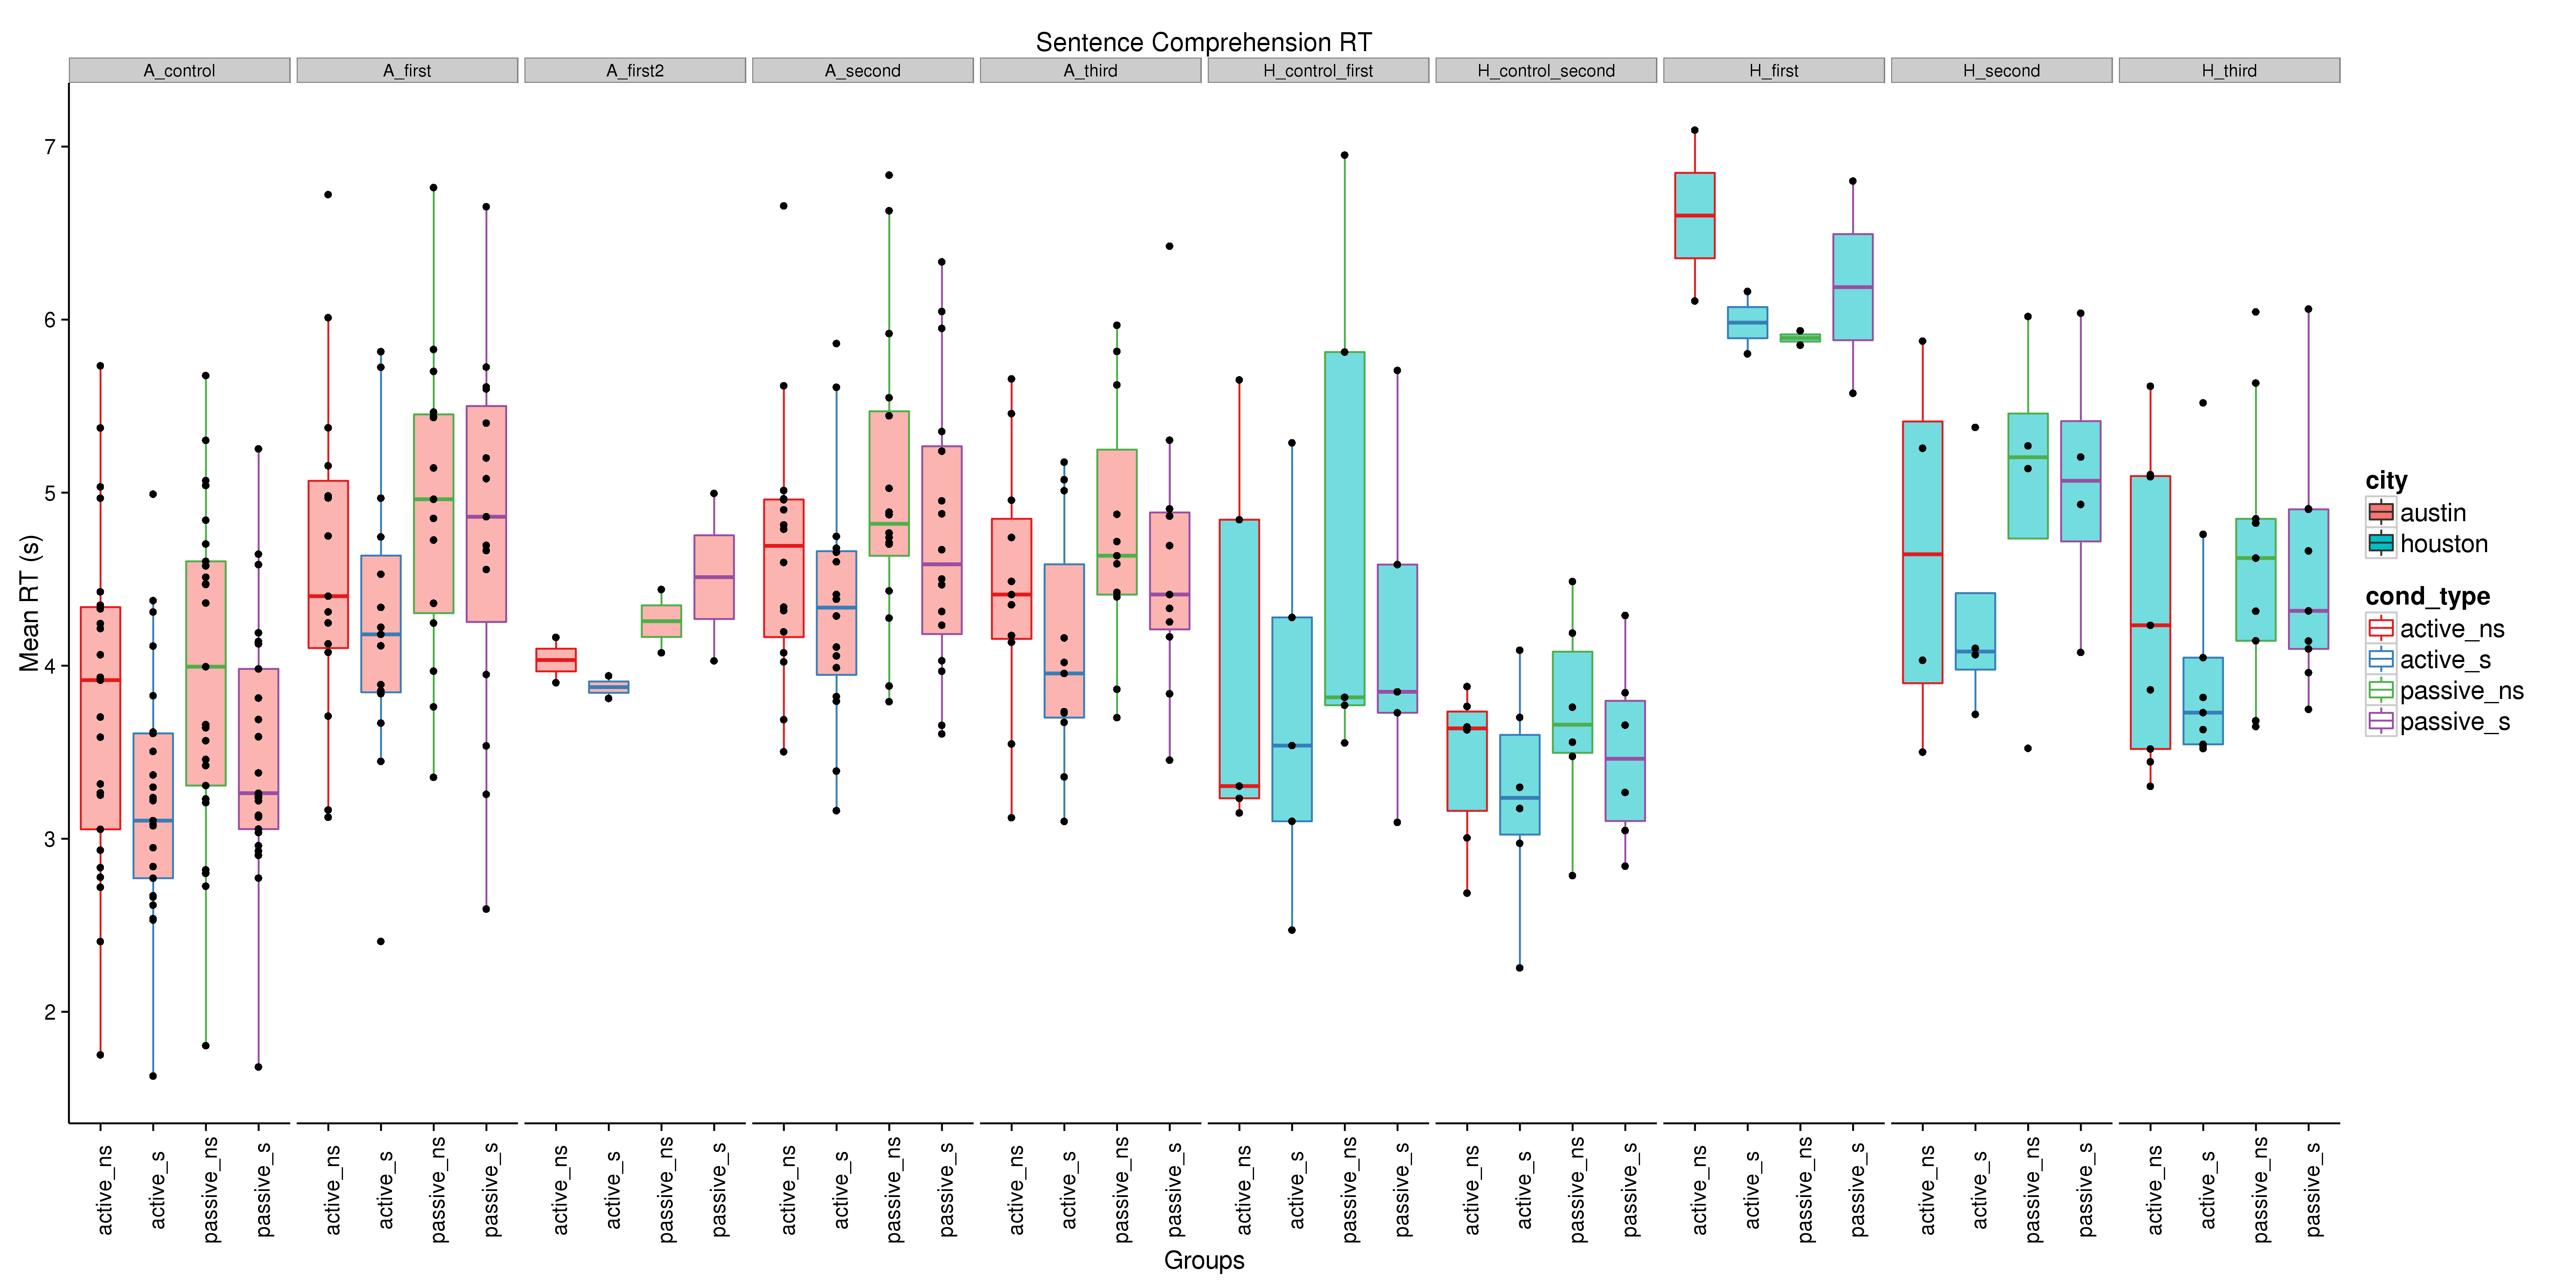 Sentence Comprehension RT
A_control A_first A_first2 A_second A_third H_control_first H_control_second H_first H_second H_third
7
6
5
4
3
2
Mean RT (s)
active_ns active_s passive_ns passive_s active_ns active_s passive_ns passive_s active_ns active_s passive_ns passive_s active_ns active_s passive_ns passive_s active_ns active_s passive_ns passive_s active_ns active_s passive_ns passive_s active_ns active_s passive_ns passive_s active_ns active_s passive_ns passive_s active_ns active_s passive_ns passive_s active_ns active_s passive_ns passive_s
Groups
city
austin
houston
cond_type
active_ns
active_s
passive_ns
passive_s